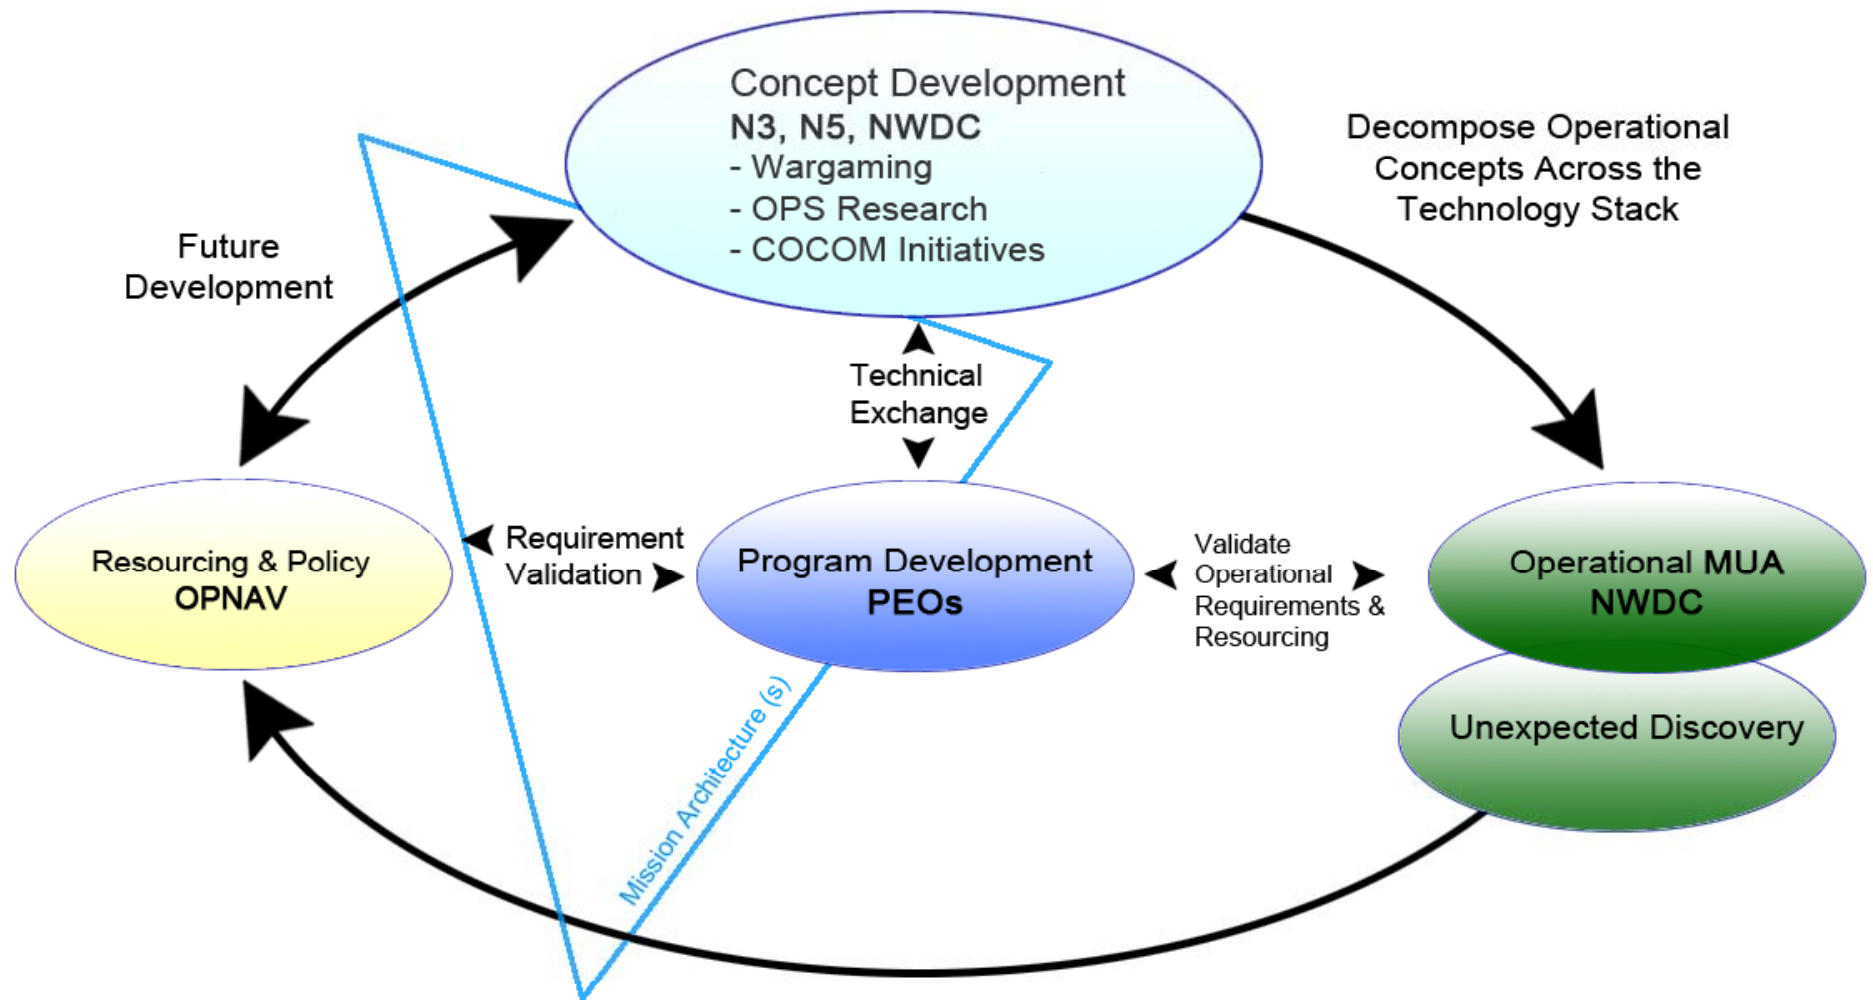 Concept Development
N3, N5, NWDC
- Wargaming
- OPS Research
- COCOM Initiatives
Decompose Operational
Concepts Across the
Technology Stack
Future
Development
Technical
Exchange
Resourcing & Policy
OPNAV
Requirement
Validation
Program Development
PEOs
Validate
Operational
Requirements &
Resourcing
Operational MUA
NWDC
Unexpected Discovery
Mission Architecture (s)